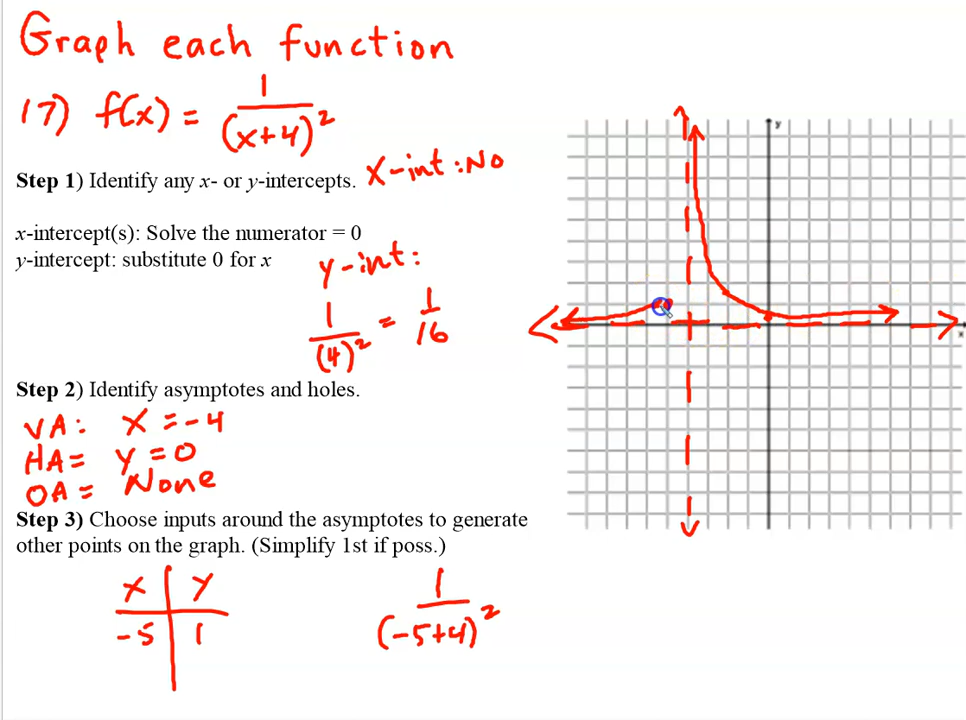 Graph each function
17) f(x) = 1/(x+4)²
Step 1) Identify any x- or y-intercepts. X-int : No
x-intercept(s): Solve the numerator = 0
y-intercept: substitute 0 for x
y-int :
1/(4)² = 1/16
Step 2) Identify asymptotes and holes.
VA: X = -4
HA= Y = 0
OA = None
Step 3) Choose inputs around the asymptotes to generate
other points on the graph. (Simplify 1st if poss.)
X | Y
-5 | 1
1/(-5+4)²
y
x